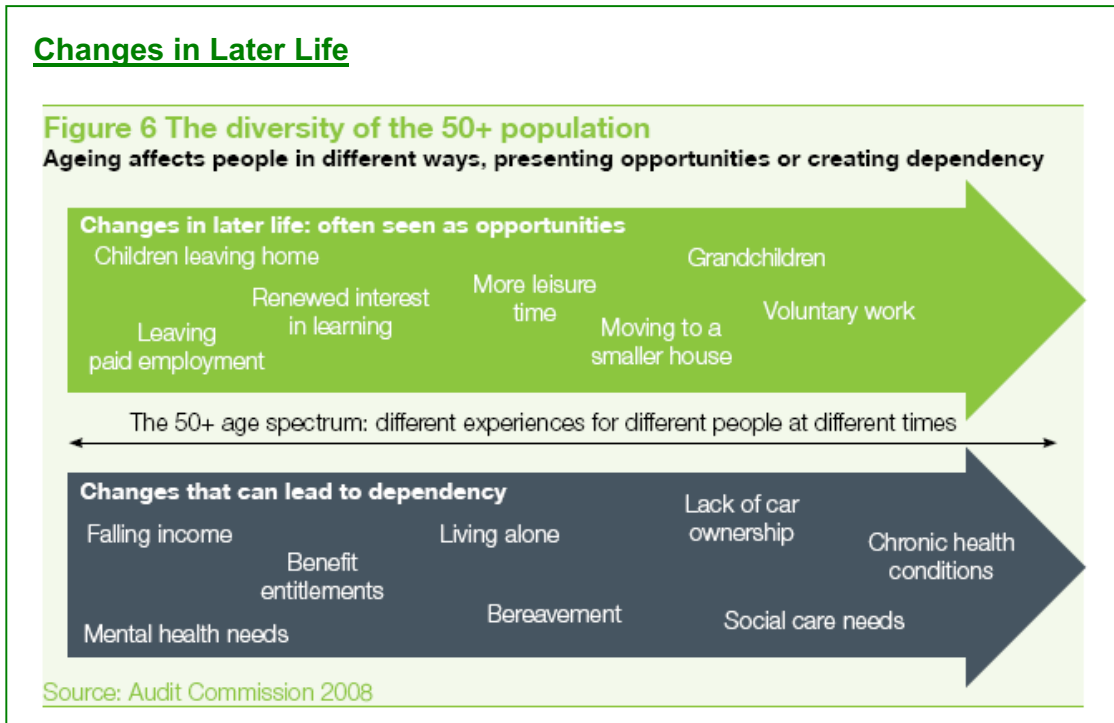 Changes in Later Life
Figure 6 The diversity of the 50+ population
Ageing affects people in different ways, presenting opportunities or creating dependency
Changes in later life: often seen as opportunities
Children leaving home
Grandchildren
Renewed interest
in learning
More leisure
time
Voluntary work
Leaving
paid employment
Moving to a
smaller house
The 50+ age spectrum: different experiences for different people at different times
Changes that can lead to dependency
Falling income
Living alone
Lack of car
ownership
Chronic health
conditions
Benefit
entitlements
Bereavement
Social care needs
Mental health needs
Source: Audit Commission 2008